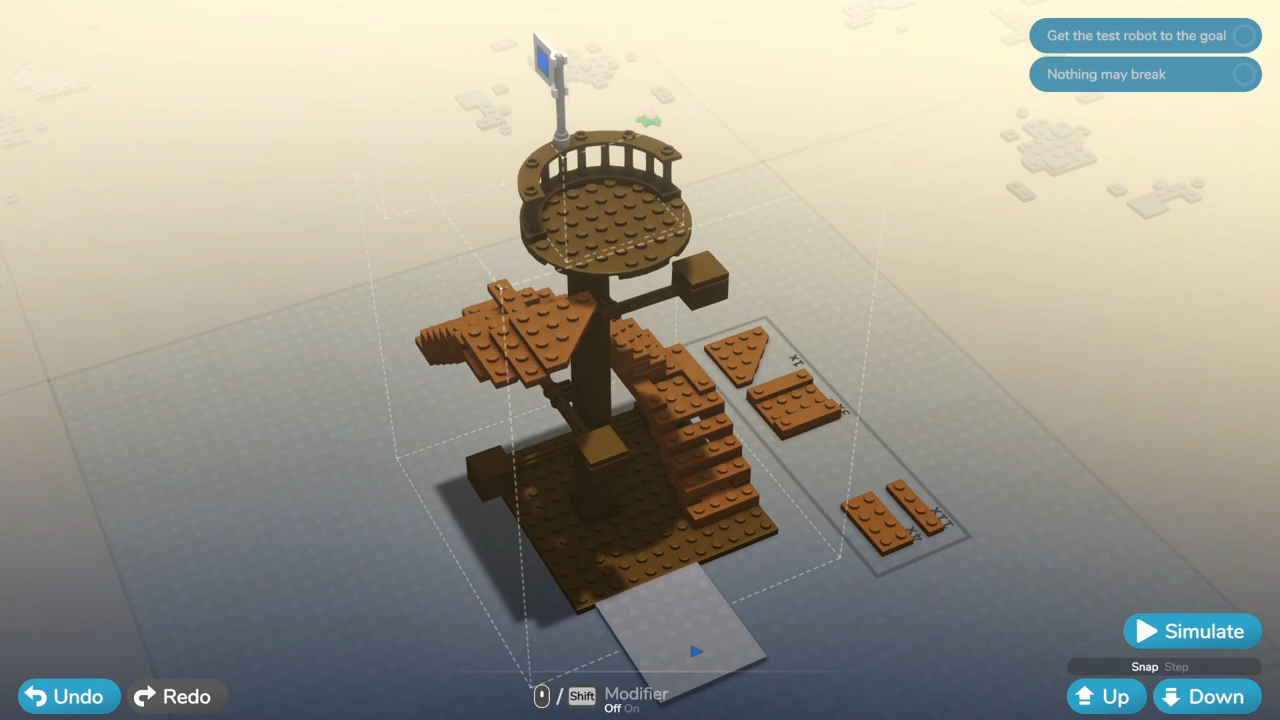 Get the test robot to the goal
Nothing may break
X1
Simulate
Snap Step
Undo
Redo
/ Shift Modifier
Off On
Up
Down